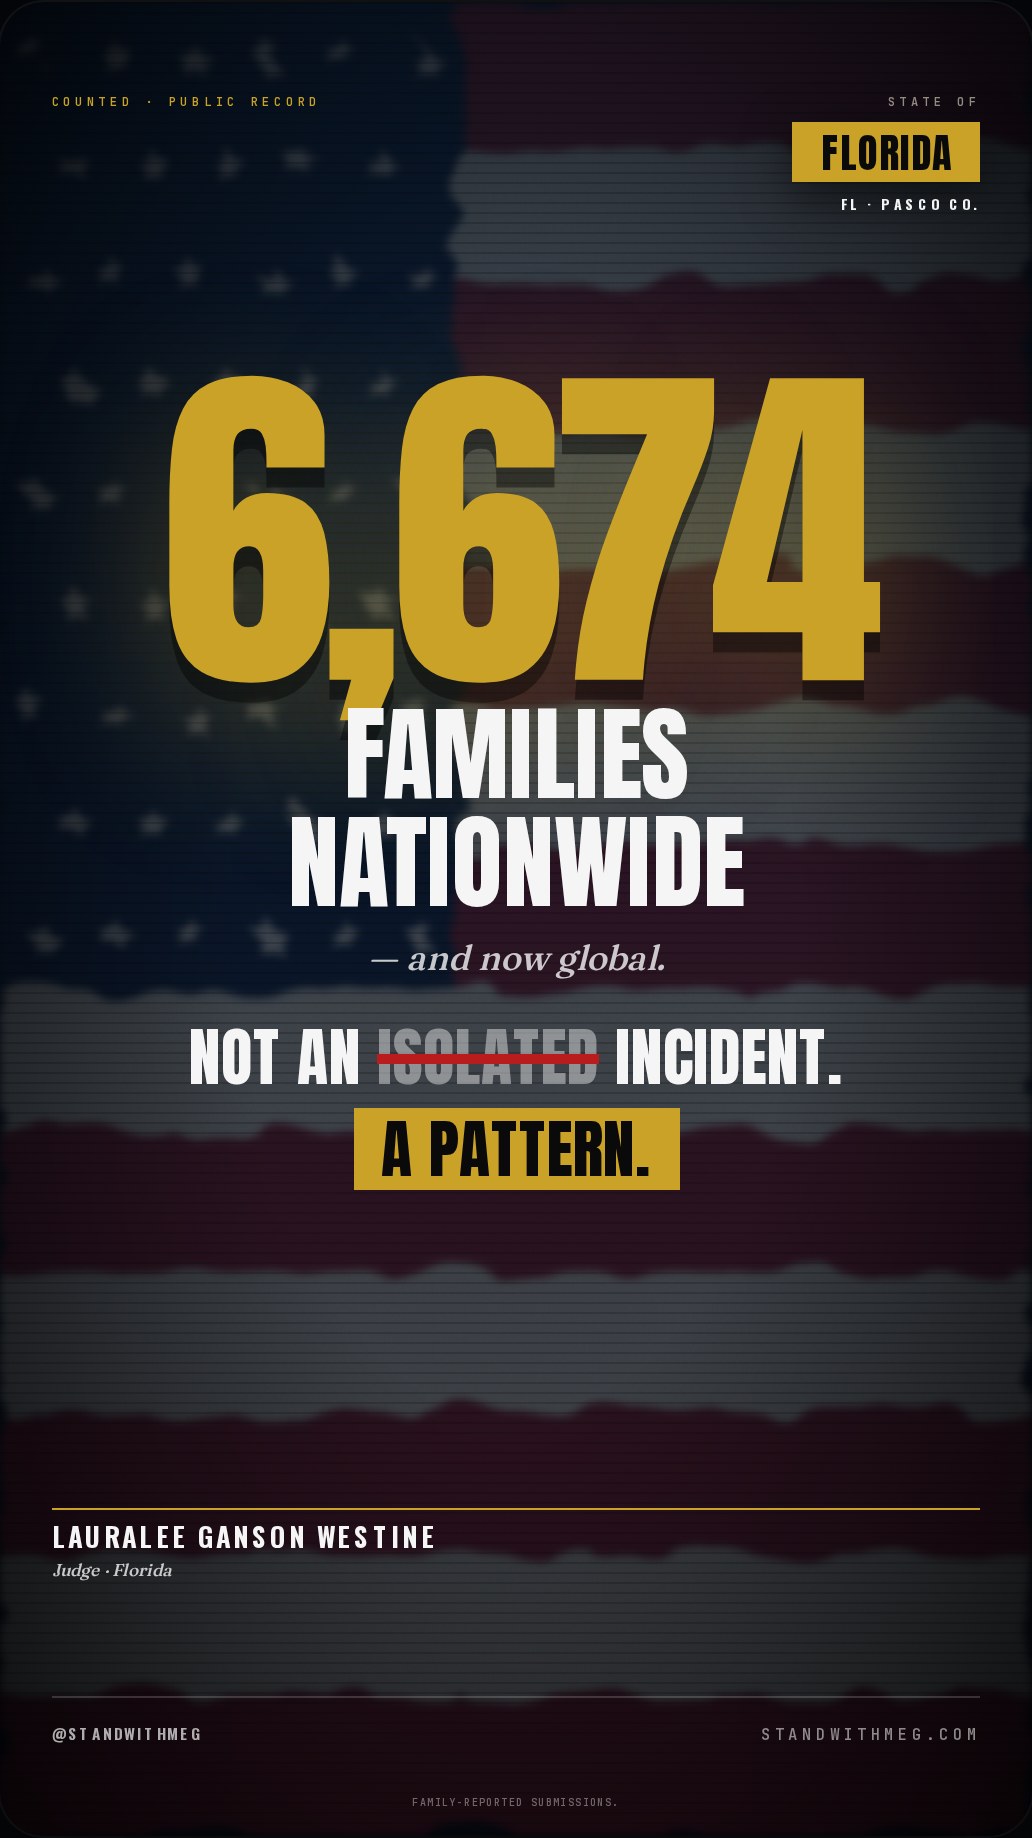 COUNTED · PUBLIC RECORD
STATE OF
FLORIDA
FL · PASCO CO.
6,674
FAMILIES
NATIONWIDE
— and now global.
NOT AN ISOLATED INCIDENT.
A PATTERN.
LAURALEE GANSON WESTINE
Judge · Florida
@STANDWITHMEG
STANDWITHMEG.COM
FAMILY-REPORTED SUBMISSIONS.